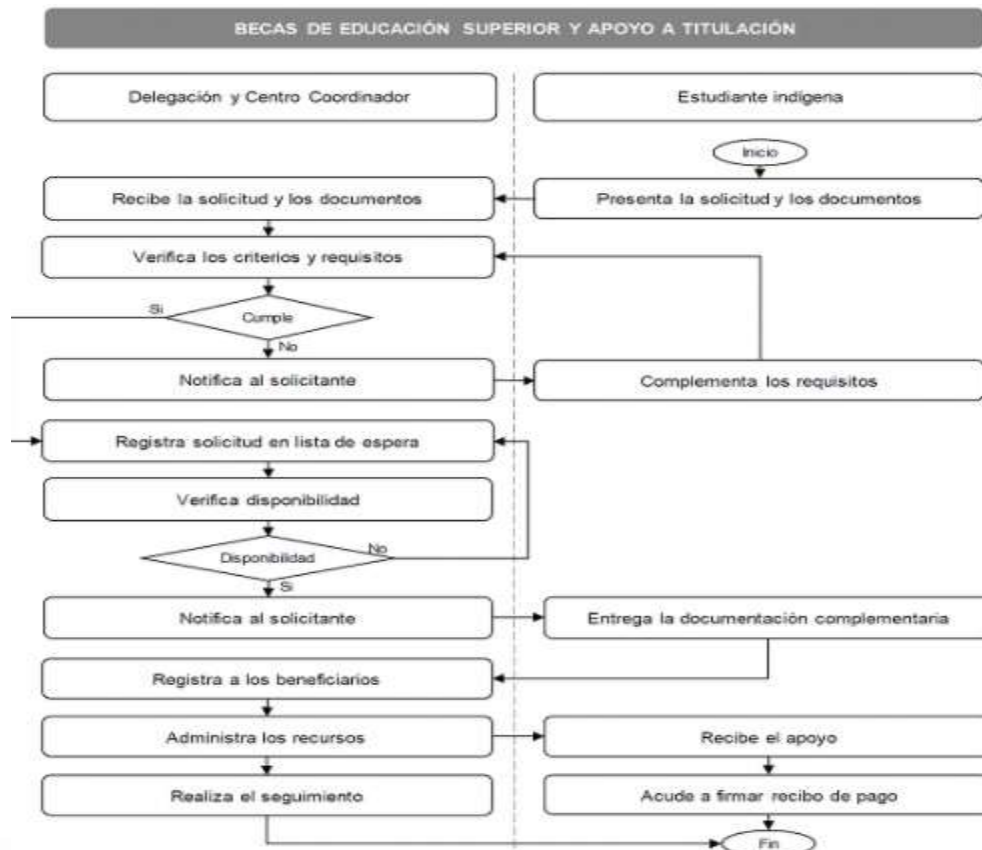 BECAS DE EDUCACIÓN SUPERIOR Y APOYO A TITULACIÓN
Delegación y Centro Coordinador
Estudiante indígena
Inicio
Recibe la solicitud y los documentos
Presenta la solicitud y los documentos
Verifica los criterios y requisitos
Si
Cumple
No
Notifica al solicitante
Complementa los requisitos
Registra solicitud en lista de espera
Verifica disponibilidad
Disponibilidad
No
Si
Notifica al solicitante
Entrega la documentación complementaria
Registra a los beneficiarios
Administra los recursos
Recibe el apoyo
Realiza el seguimiento
Acude a firmar recibo de pago
Fin